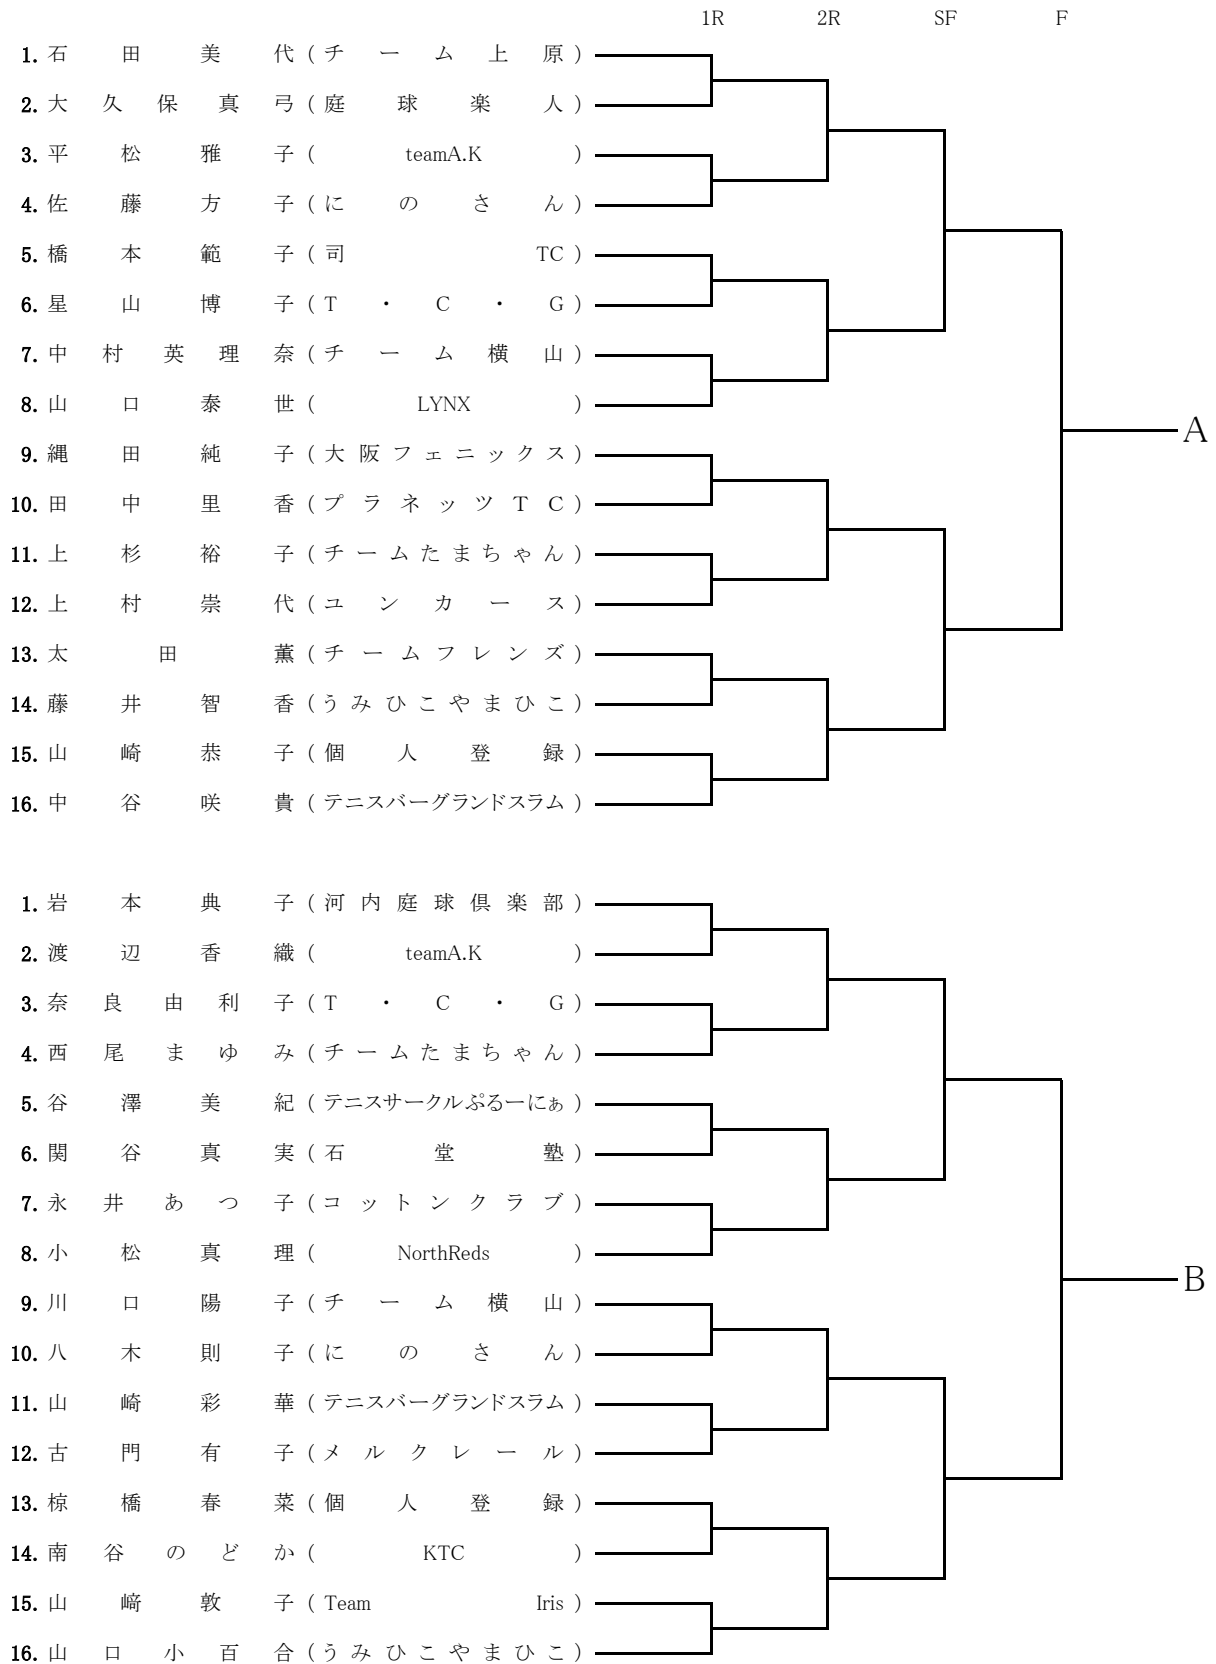 1R 2R SF F
1. 石田美代 (チーム上原)
2. 大久保真弓 (庭球楽人)
3. 平松雅子 (teamA.K)
4. 佐藤方子 (にのさん)
5. 橋本範子 (司TC)
6. 星山博子 (T・C・G)
7. 中村英理奈 (チーム横山)
8. 山口泰世 (LYNX)
A
9. 縄田純子 (大阪フェニックス)
10. 田中里香 (プラネッツTC)
11. 上杉裕子 (チームたまちゃん)
12. 上村崇代 (ユンカース)
13. 太田薫 (チームフレンズ)
14. 藤井智香 (うみひこやまひこ)
15. 山崎恭子 (個人登録)
16. 中谷咲貴 (テニスバーグランドスラム)
1. 岩本典子 (河内庭球倶楽部)
2. 渡辺香織 (teamA.K)
3. 奈良由利子 (T・C・G)
4. 西尾まゆみ (チームたまちゃん)
5. 谷澤美紀 (テニスサークルぷるーにぁ)
6. 関谷真実 (石堂塾)
7. 永井あつ子 (コットンクラブ)
8. 小松真理 (NorthReds)
B
9. 川口陽子 (チーム横山)
10. 八木則子 (にのさん)
11. 山崎彩華 (テニスバーグランドスラム)
12. 古門有子 (メルクレール)
13. 椋橋春菜 (個人登録)
14. 南谷のどか (KTC)
15. 山﨑敦子 (Team Iris)
16. 山口小百合 (うみひこやまひこ)